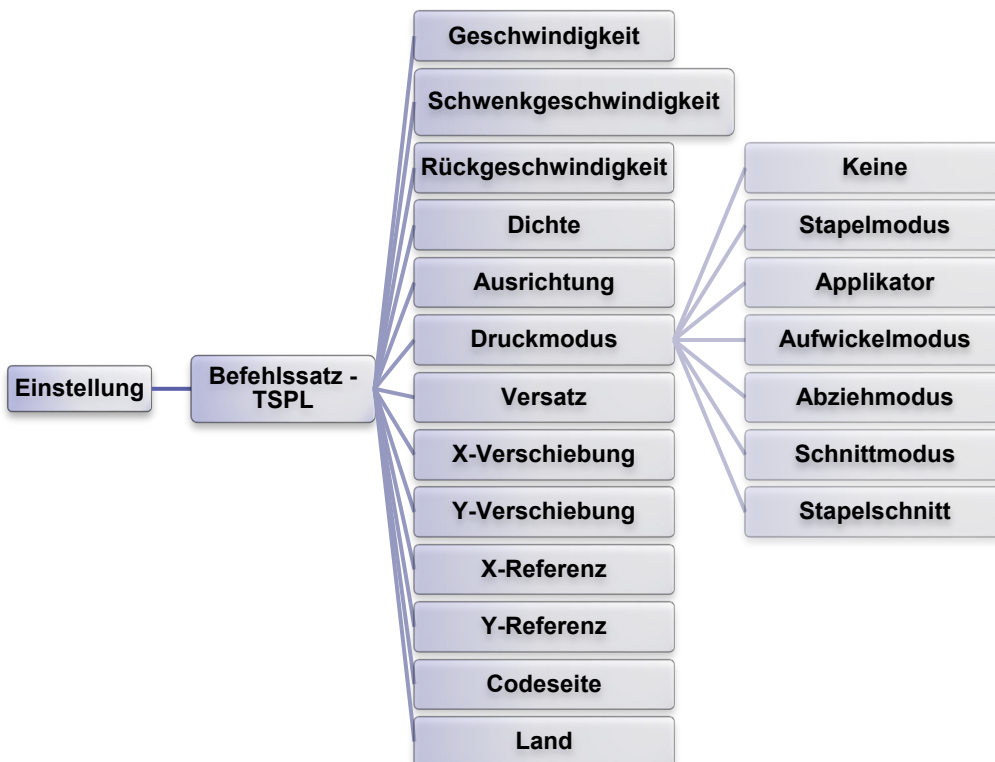 Einstellung
Befehlssatz -
TSPL
Geschwindigkeit
Schwenkgeschwindigkeit
Rückgeschwindigkeit
Dichte
Ausrichtung
Druckmodus
Keine
Stapelmodus
Applikator
Aufwickelmodus
Abziehmodus
Schnittmodus
Stapelschnitt
Versatz
X-Verschiebung
Y-Verschiebung
X-Referenz
Y-Referenz
Codeseite
Land